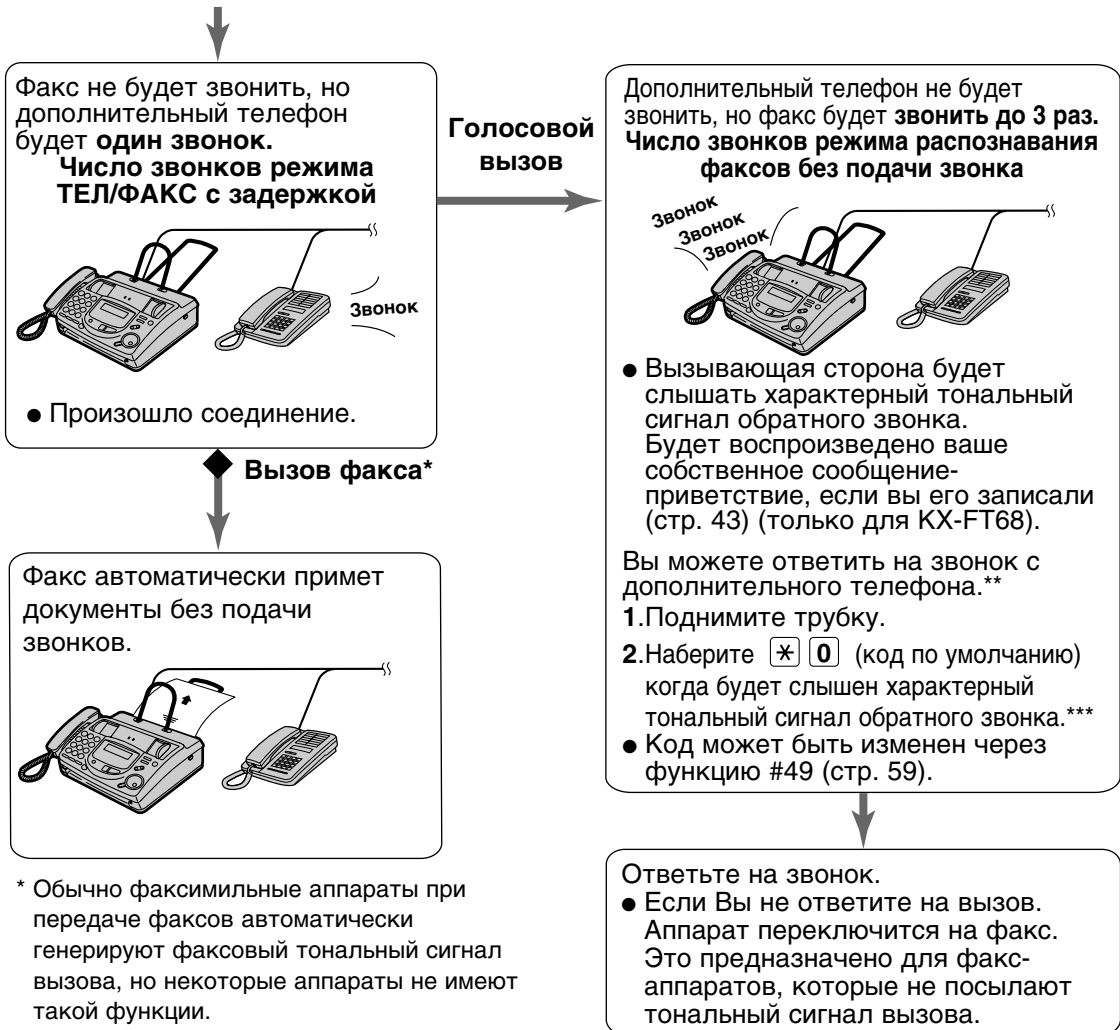 Факс не будет звонить, но
дополнительный телефон
будет один звонок.
Число звонков режима
ТЕЛ/ФАКС с задержкой
Звонок
● Произошло соединение.
Голосовой
вызов
Вызов факса*
Факс автоматически примет
документы без подачи
звонков.
* Обычно факсимильные аппараты при
передаче факсов автоматически
генерируют факсовый тональный сигнал
вызова, но некоторые аппараты не имеют
такой функции.
Дополнительный телефон не будет
звонить, но факс будет звонить до 3 раз.
Число звонков режима распознавания
факсов без подачи звонка
Звонок
Звонок
Звонок
● Вызывающая сторона будет
слышать характерный тональный
сигнал обратного звонка.
Будет воспроизведено ваше
собственное сообщение-
приветствие, если вы его записали
(стр. 43) (только для KX-FT68).
Вы можете ответить на звонок с
дополнительного телефона.**
1.Поднимите трубку.
2.Наберите ✱ 0 (код по умолчанию)
когда будет слышен характерный
тональный сигнал обратного звонка.***
● Код может быть изменен через
функцию #49 (стр. 59).
Ответьте на звонок.
● Если Вы не ответите на вызов.
Аппарат переключится на факс.
Это предназначено для факс-
аппаратов, которые не посылают
тональный сигнал вызова.